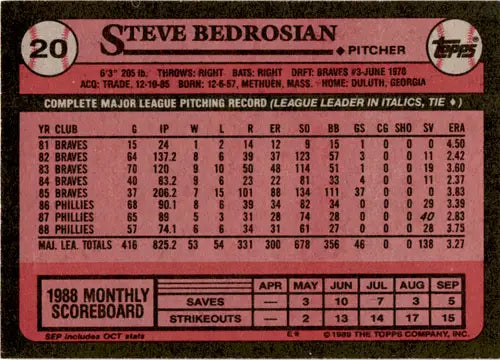 20
STEVE BEDROSIAN
PITCHER
Topps®
6'3" 205 lb. THROWS: RIGHT BATS: RIGHT DRFT: BRAVES #3-JUNE 1978
ACQ: TRADE, 12-10-85 BORN: 12-6-57, METHUEN, MASS. - HOME: DULUTH, GEORGIA
COMPLETE MAJOR LEAGUE PITCHING RECORD (LEAGUE LEADER IN ITALICS, TIE ♦)
YR CLUB G IP W L R ER SO BB GS CG SHO SV ERA
81 BRAVES 15 24 1 2 14 12 9 15 1 0 0 0 4.50
82 BRAVES 64 137.2 8 6 39 37 123 57 3 0 0 11 2.42
83 BRAVES 70 120 9 10 50 48 114 51 1 0 0 19 3.60
84 BRAVES 40 83.2 9 6 23 22 81 33 4 0 0 11 2.37
85 BRAVES 37 206.2 7 15 101 88 134 111 37 0 0 0 3.83
86 PHILLIES 68 90.1 8 6 39 34 82 34 0 0 0 29 3.39
87 PHILLIES 65 89 5 3 31 28 74 28 0 0 0 40 2.83
88 PHILLIES 57 74.1 6 6 34 31 61 27 0 0 0 28 3.75
MAJ. LEA. TOTALS 416 825.2 53 54 331 300 678 356 46 0 0 138 3.27
1988 MONTHLY SCOREBOARD
APR MAY JUN JUL AUG SEP
SAVES — 3 10 7 3 5
STRIKEOUTS — 2 13 14 17 15
SEP includes OCT stats
E* © 1989 THE TOPPS COMPANY, INC.